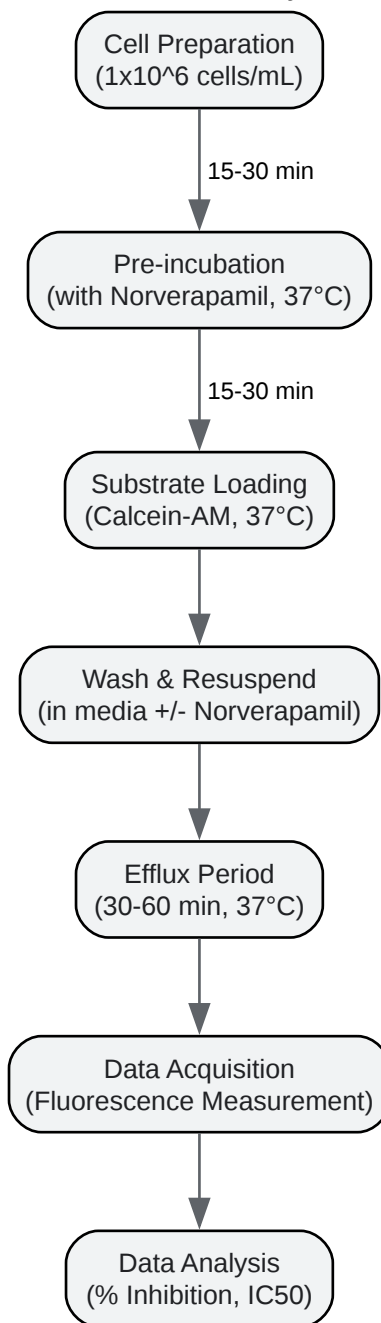 Cell Preparation
(1x10^6 cells/mL)
15-30 min
Pre-incubation
(with Norverapamil, 37°C)
15-30 min
Substrate Loading
(Calcein-AM, 37°C)
Wash & Resuspend
(in media +/- Norverapamil)
Efflux Period
(30-60 min, 37°C)
Data Acquisition
(Fluorescence Measurement)
Data Analysis
(% Inhibition, IC50)